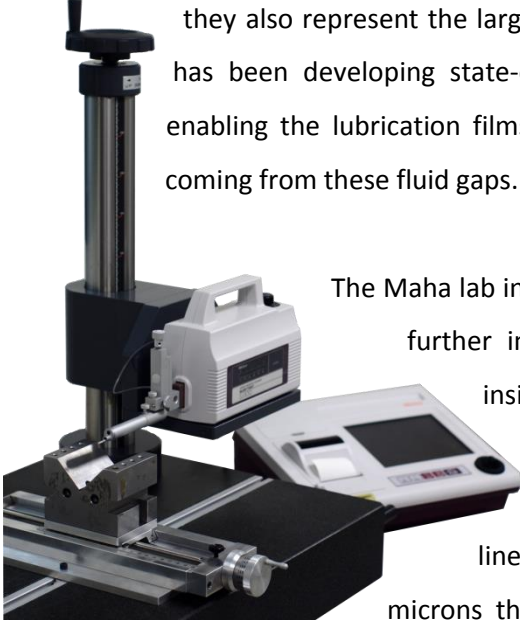 they also represent the larg
has been developing state-
enabling the lubrication film
coming from these fluid gaps.
The Maha lab in
further in
insi
line
microns th